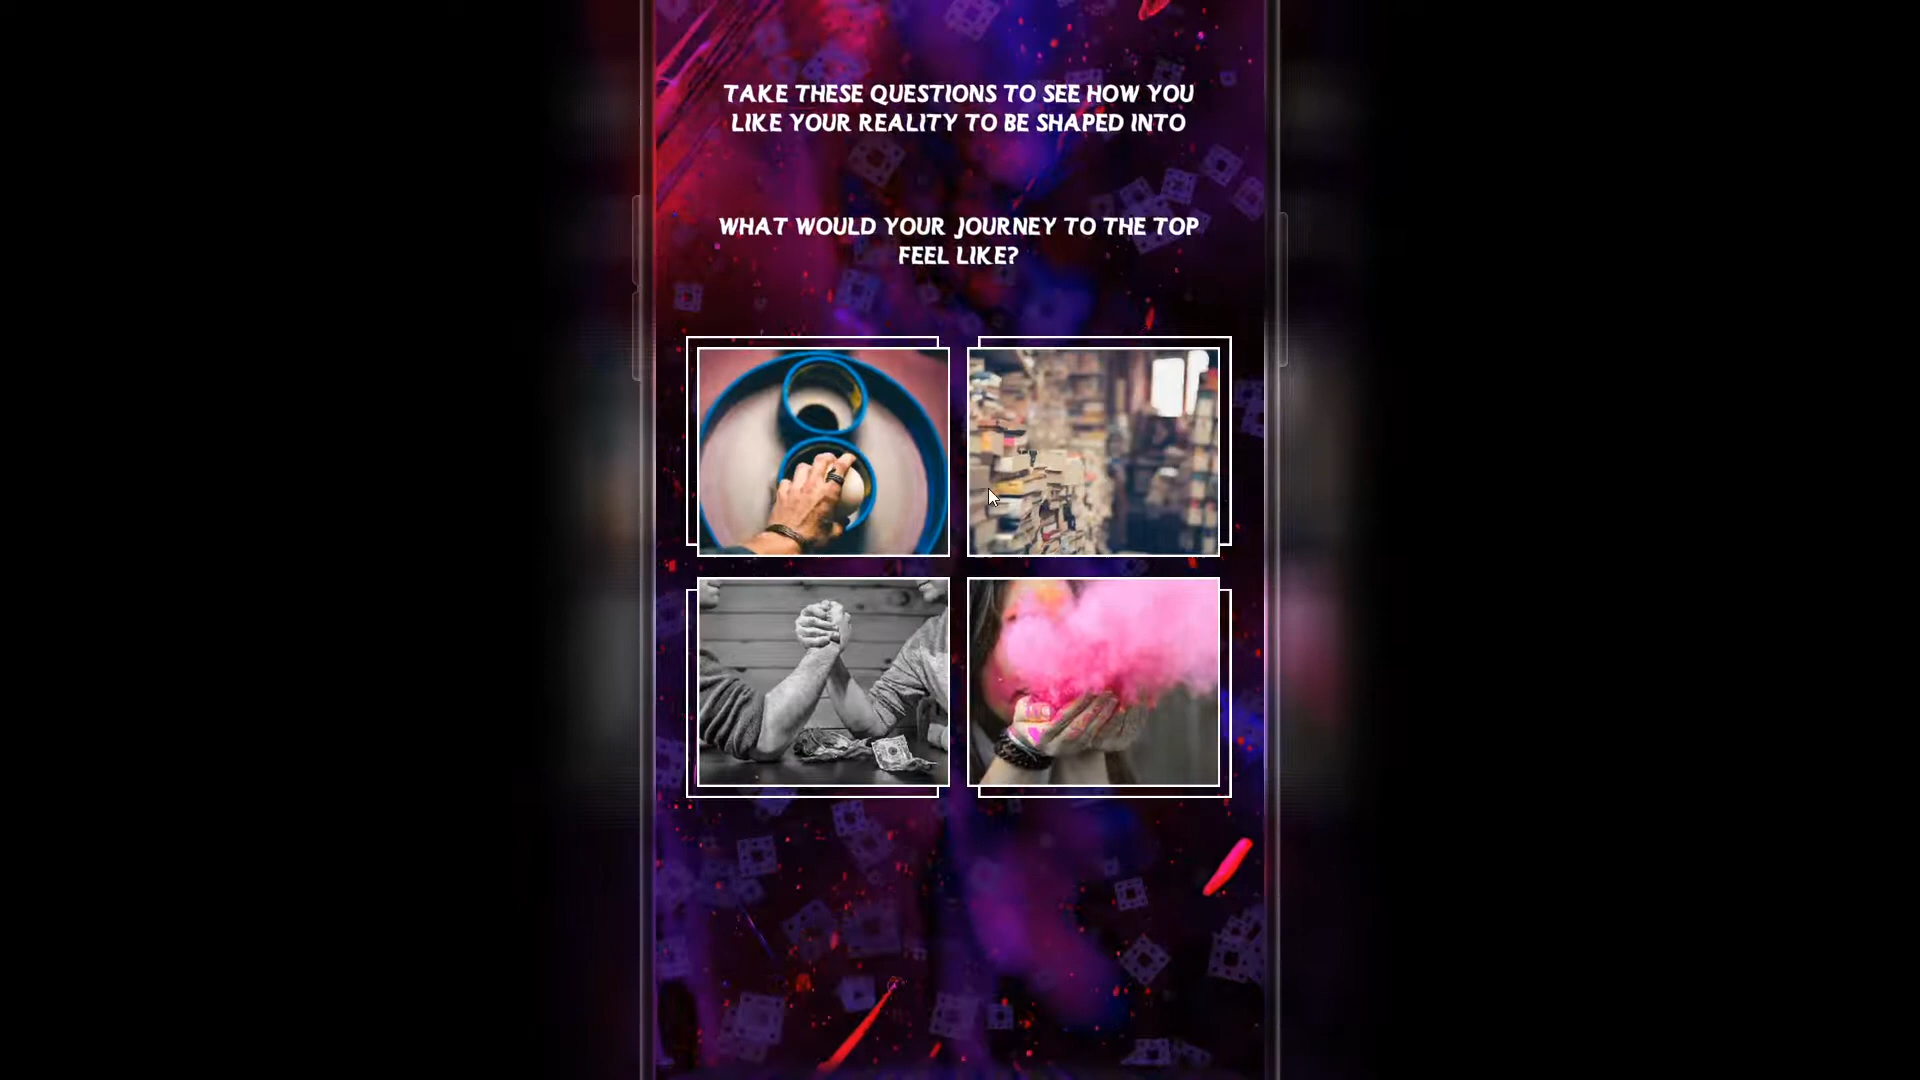 TAKE THESE QUESTIONS TO SEE HOW YOU
LIKE YOUR REALITY TO BE SHAPED INTO
WHAT WOULD YOUR JOURNEY TO THE TOP
FEEL LIKE?